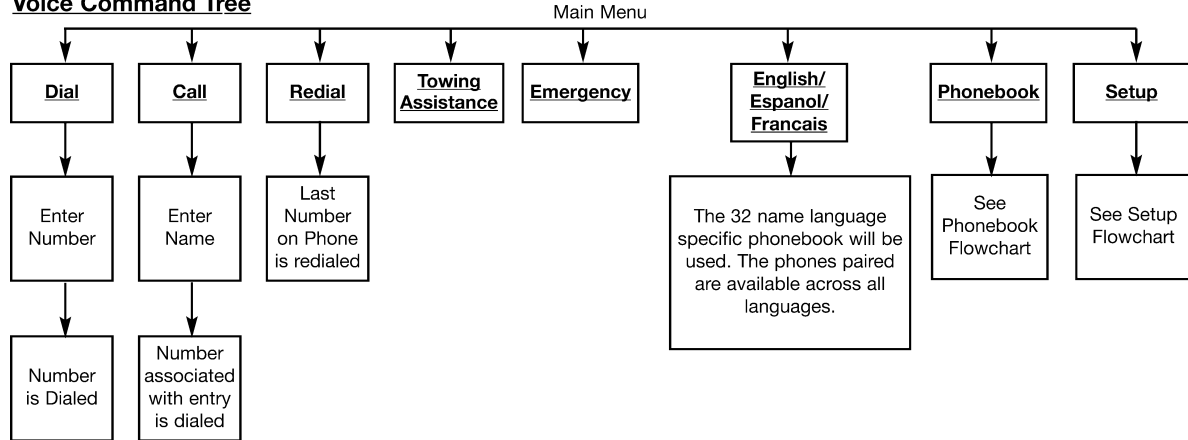 Voice Command Tree
Main Menu
Dial
Call
Redial
Towing
Assistance
Emergency
English/
Espanol/
Francais
Phonebook
Setup
Enter
Number
Enter
Name
Last
Number
on Phone
is redialed
The 32 name language
specific phonebook will be
used. The phones paired
are available across all
languages.
See
Phonebook
Flowchart
See Setup
Flowchart
Number
is Dialed
Number
associated
with entry
is dialed